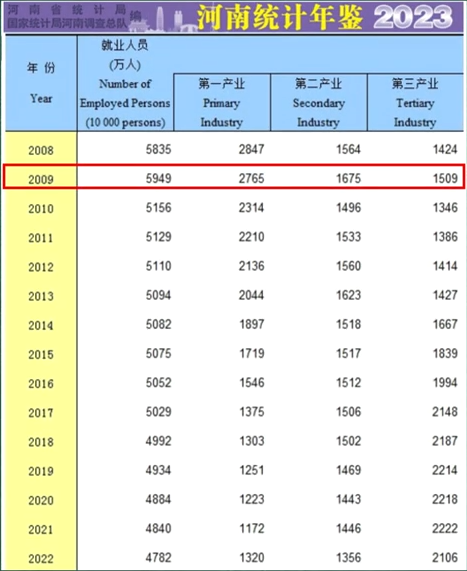 河南省统计局
国家统计局河南调查总队 编
河南统计年鉴 2023
年 份
Year
就业人员
(万人)
Number of
Employed Persons
(10 000 persons)
第一产业
Primary
Industry
第二产业
Secondary
Industry
第三产业
Tertiary
Industry
2008 5835 2847 1564 1424
2009 5949 2765 1675 1509
2010 5156 2314 1496 1346
2011 5129 2210 1533 1386
2012 5110 2136 1560 1414
2013 5094 2044 1623 1427
2014 5082 1897 1518 1667
2015 5075 1719 1517 1839
2016 5052 1546 1512 1994
2017 5029 1375 1506 2148
2018 4992 1303 1502 2187
2019 4934 1251 1469 2214
2020 4884 1223 1443 2218
2021 4840 1172 1446 2222
2022 4782 1320 1356 2106